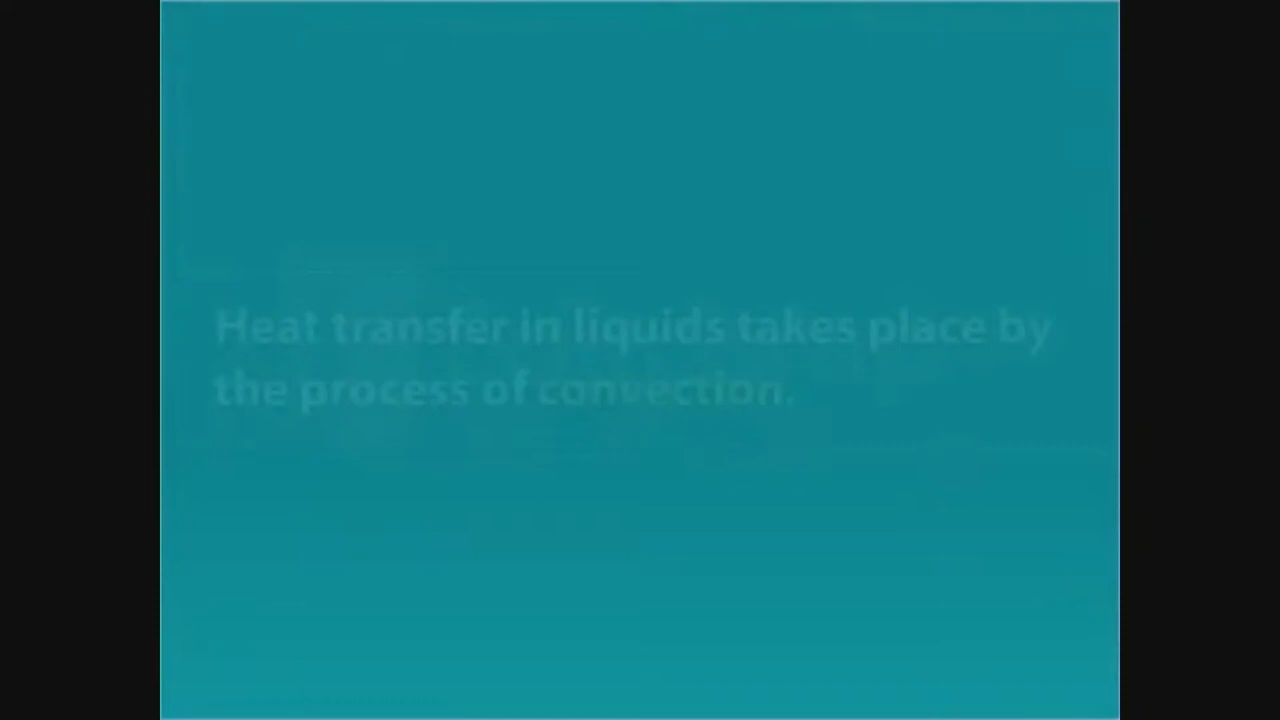 Heat transfer in liquids takes place by
the process of convection.